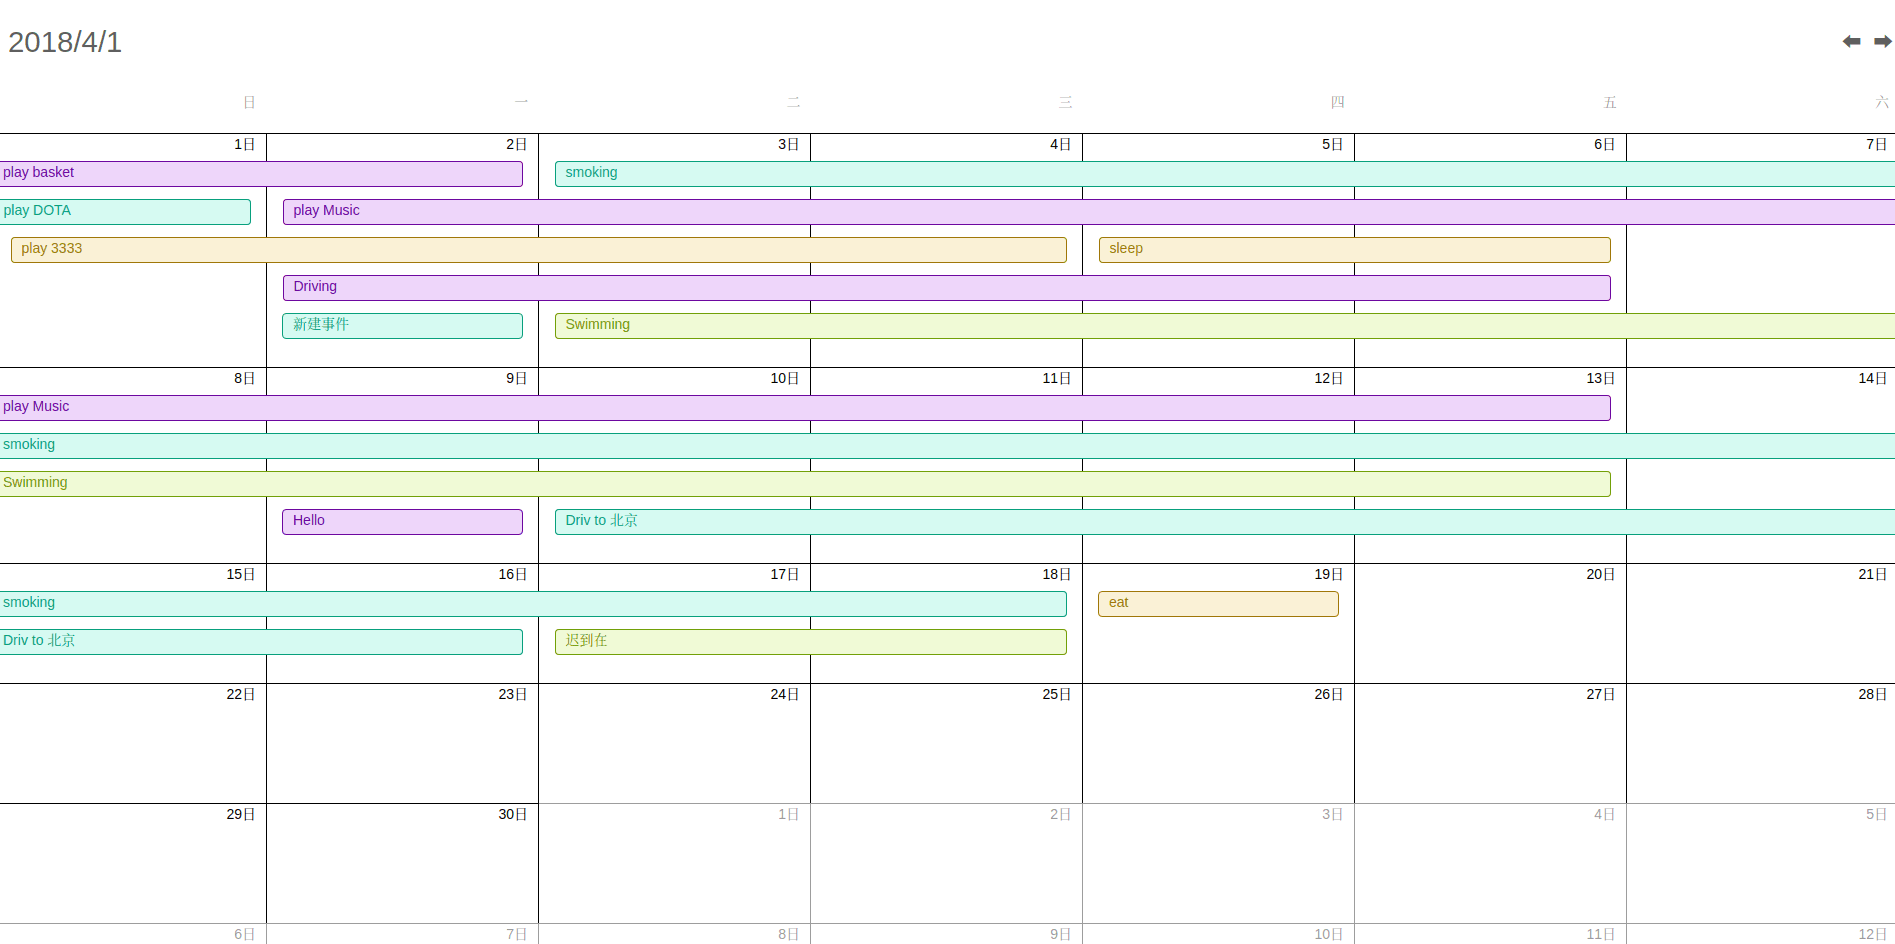 2018/4/1
日 一 二 三 四 五 六
1日 2日 3日 4日 5日 6日 7日
play basket smoking
play DOTA play Music
play 3333 sleep
Driving
新建事件 Swimming
8日 9日 10日 11日 12日 13日 14日
play Music
smoking
Swimming
Hello Driv to 北京
15日 16日 17日 18日 19日 20日 21日
smoking eat
Driv to 北京 迟到在
22日 23日 24日 25日 26日 27日 28日
29日 30日 1日 2日 3日 4日 5日
6日 7日 8日 9日 10日 11日 12日